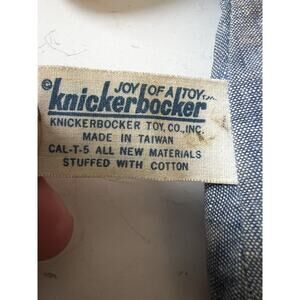 JOY OF A TOY T.M.
© knickerbocker
KNICKERBOCKER TOY, CO., INC.
MADE IN TAIWAN
CAL-T-5 ALL NEW MATERIALS
STUFFED WITH COTTON